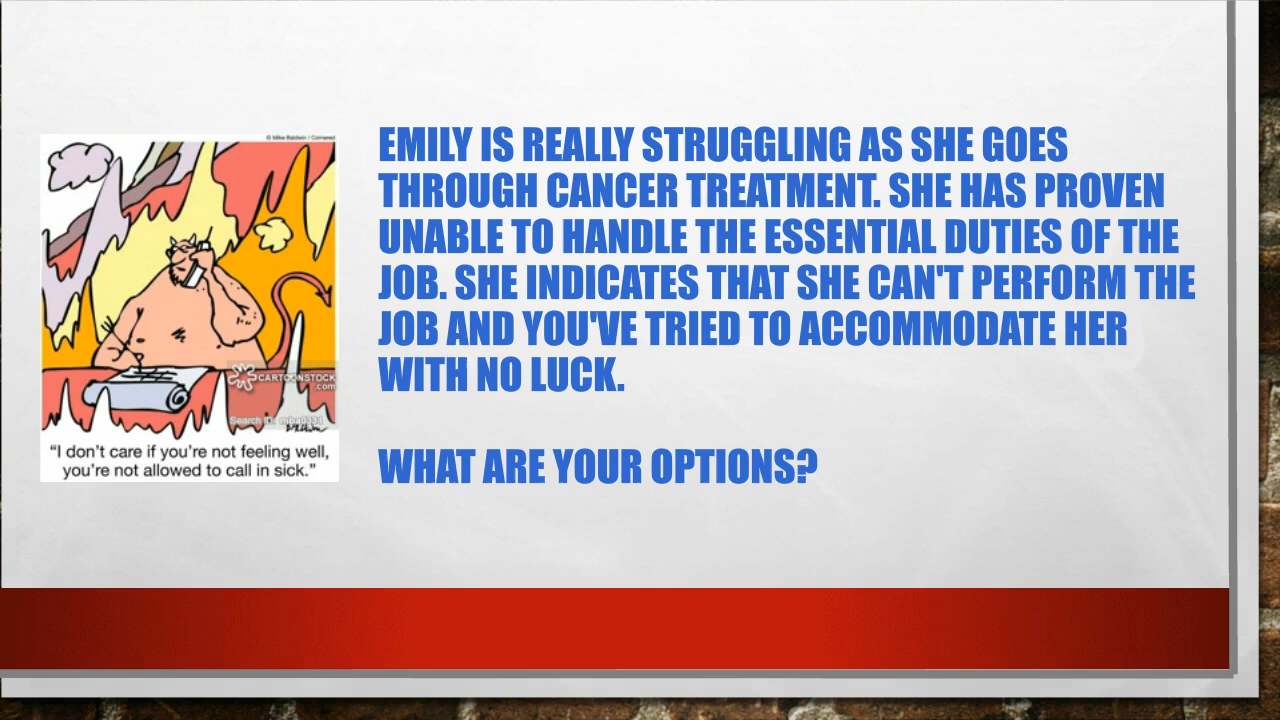 © Mike Baldwin / Cornered
EMILY IS REALLY STRUGGLING AS SHE GOES
THROUGH CANCER TREATMENT. SHE HAS PROVEN
UNABLE TO HANDLE THE ESSENTIAL DUTIES OF THE
JOB. SHE INDICATES THAT SHE CAN'T PERFORM THE
JOB AND YOU'VE TRIED TO ACCOMMODATE HER
WITH NO LUCK.
WHAT ARE YOUR OPTIONS?
CARTOONSTOCK
.com
Search ID:
“I don’t care if you’re not feeling well,
you’re not allowed to call in sick.”